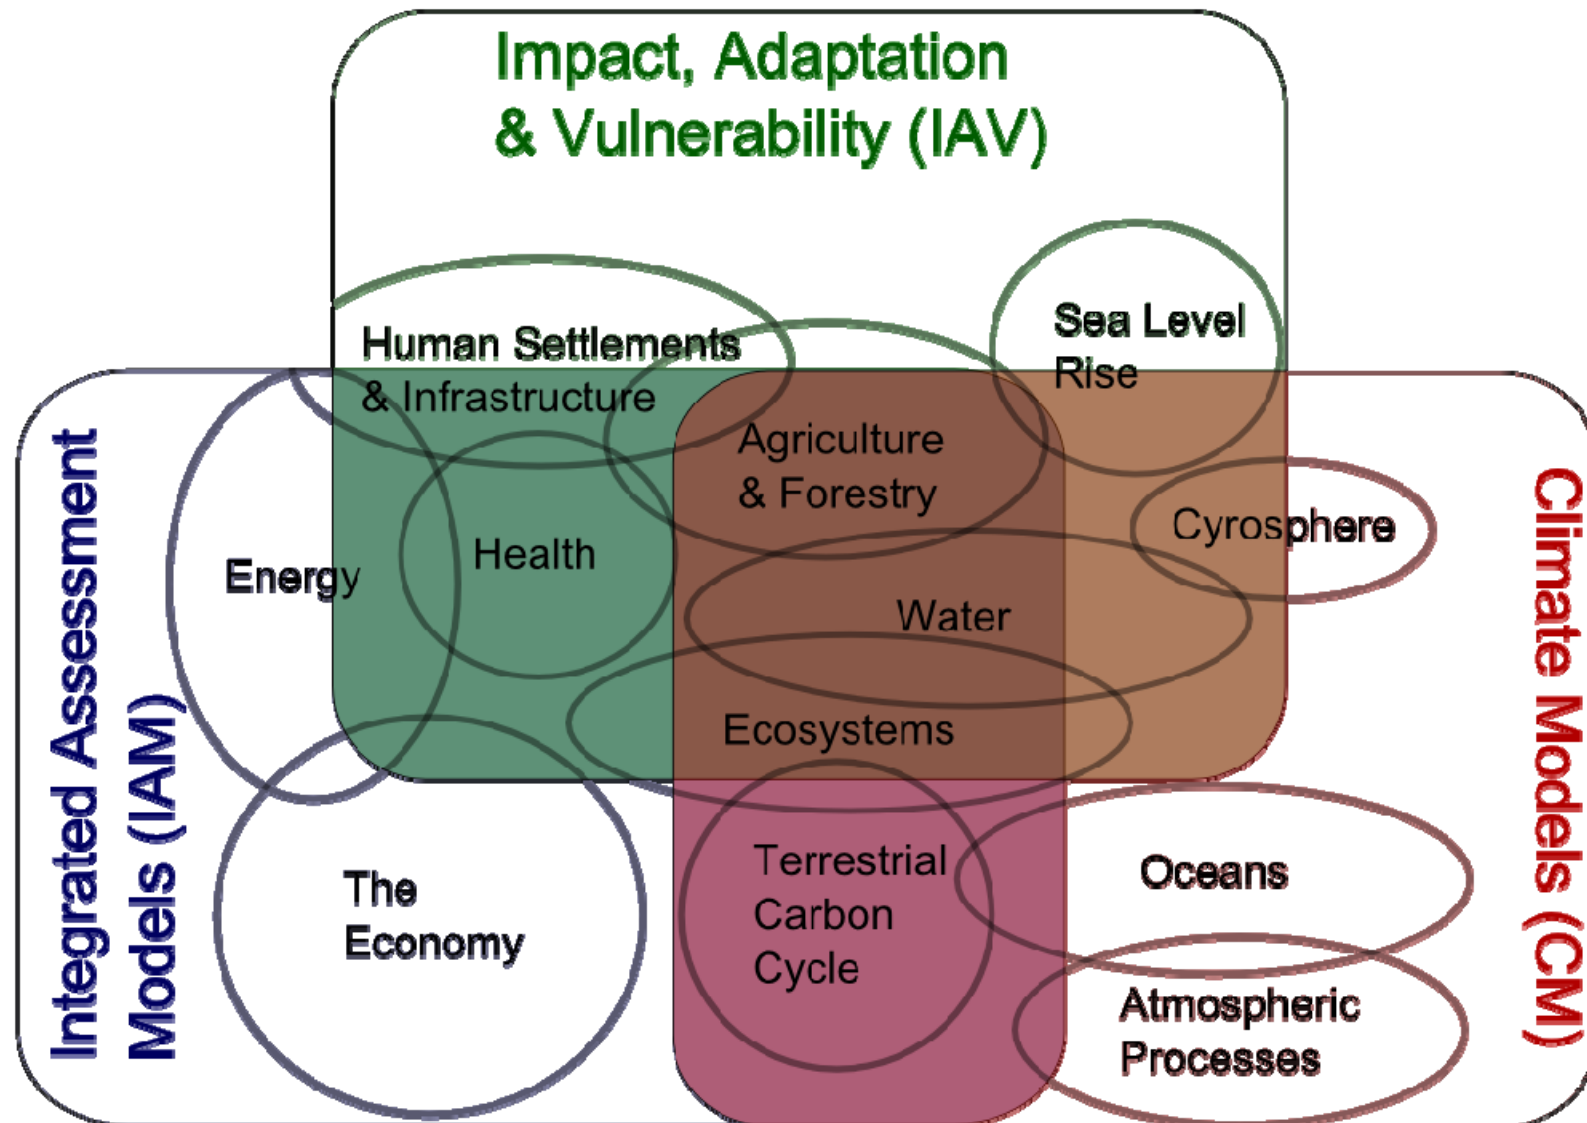 Impact, Adaptation
& Vulnerability (IAV)
Human Settlements
& Infrastructure
Sea Level
Rise
Agriculture
& Forestry
Health
Energy
Cyrosphere
Water
Ecosystems
The
Economy
Terrestrial
Carbon
Cycle
Oceans
Atmospheric
Processes
Integrated Assessment
Models (IAM)
Climate Models (CM)